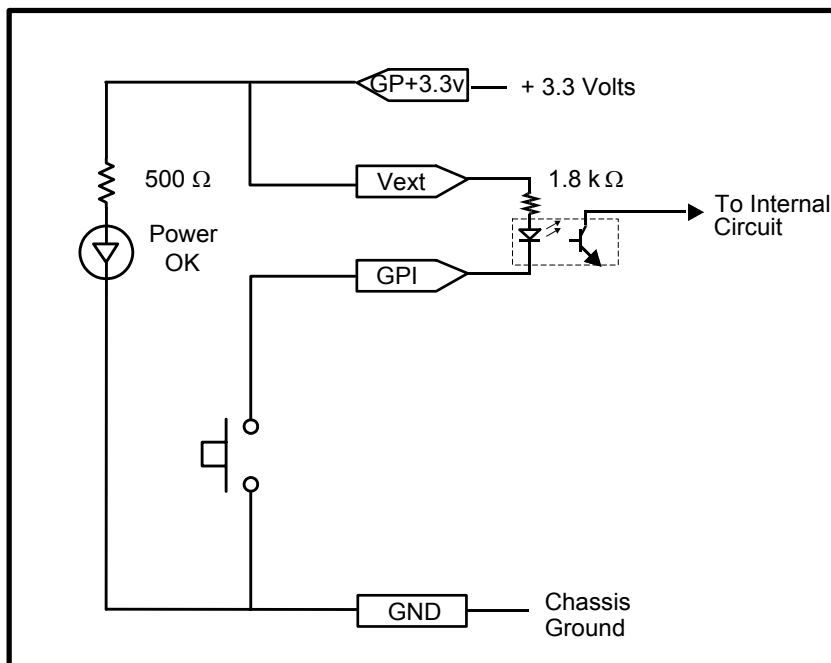 GP+3.3v
+ 3.3 Volts
500 Ω
Vext
1.8 k Ω
To Internal
Circuit
Power
OK
GPI
GND
Chassis
Ground